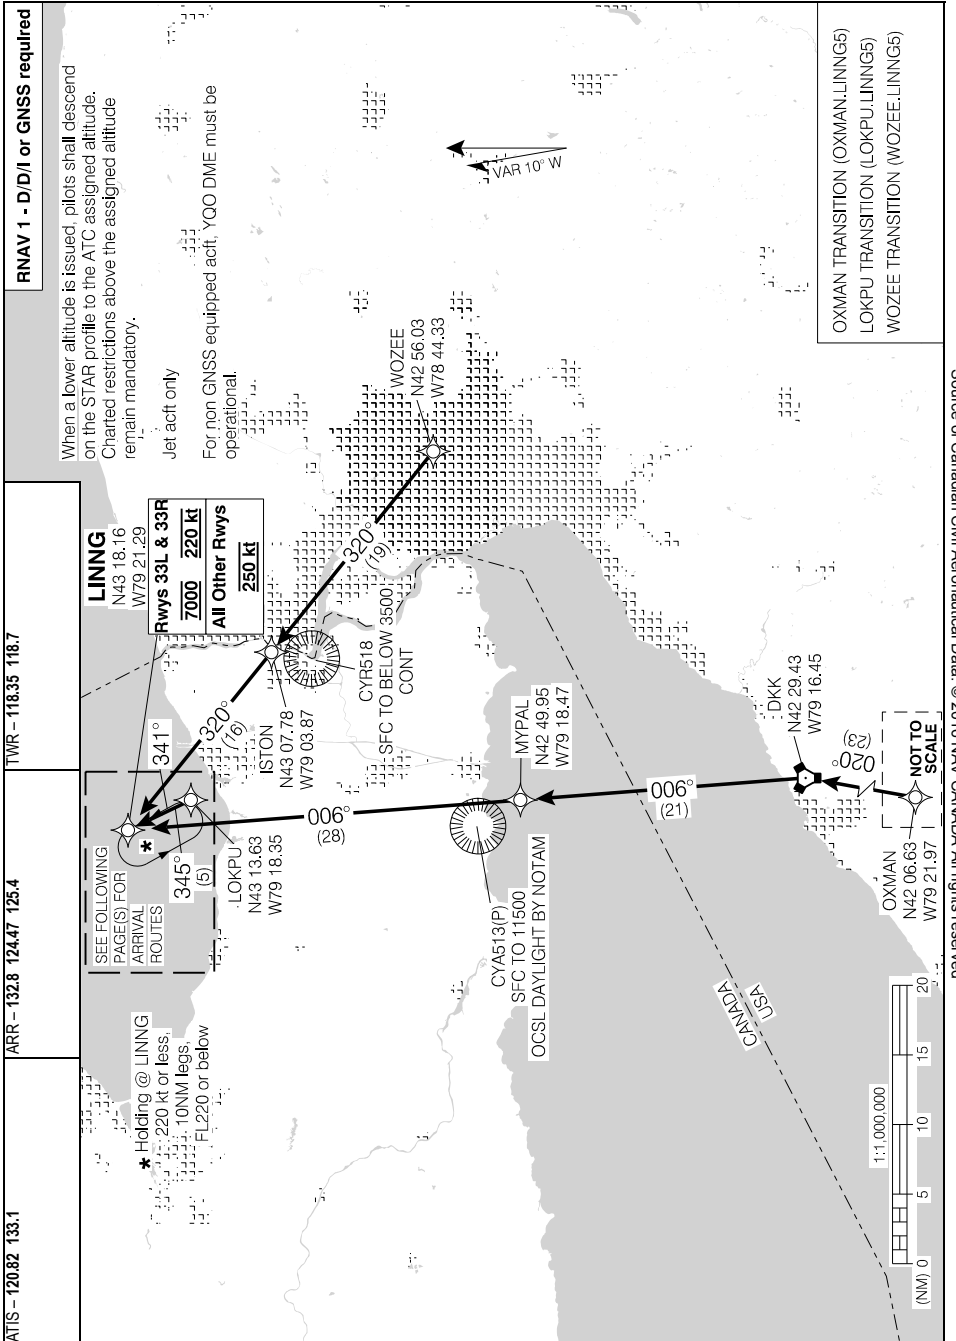 ATIS – 120.82 133.1
ARR – 132.8 124.47 125.4
TWR – 118.35 118.7
RNAV 1 - D/D/I or GNSS required
When a lower altitude is issued, pilots shall descend
on the STAR profile to the ATC assigned altitude.
Charted restrictions above the assigned altitude
remain mandatory.
Jet acft only
For non GNSS equipped acft, YQO DME must be
operational.
LINNG
N43 18.16
W79 21.29
Rwys 33L & 33R
7000 220 kt
All Other Rwys
250 kt
SEE FOLLOWING
PAGE(S) FOR
ARRIVAL
ROUTES
*
345°
(5)
341°
* Holding @ LINNG
220 kt or less,
10NM legs,
FL220 or below
LOKPU
N43 13.63
W79 18.35
320°
(16)
ISTON
N43 07.78
W79 03.87
320°
(19)
WOZEE
N42 56.03
W78 44.33
CYR518
SFC TO BELOW 3500
CONT
006°
(28)
VAR 10° W
MYPAL
N42 49.95
W79 18.47
CYA513(P)
SFC TO 11500
OCSL DAYLIGHT BY NOTAM
006°
(21)
CANADA
USA
DKK
N42 29.43
W79 16.45
020°
(23)
NOT TO
SCALE
OXMAN
N42 06.63
W79 21.97
OXMAN TRANSITION (OXMAN.LINNG5)
LOKPU TRANSITION (LOKPU.LINNG5)
WOZEE TRANSITION (WOZEE.LINNG5)
1:1,000,000
(NM) 0 5 10 15 20